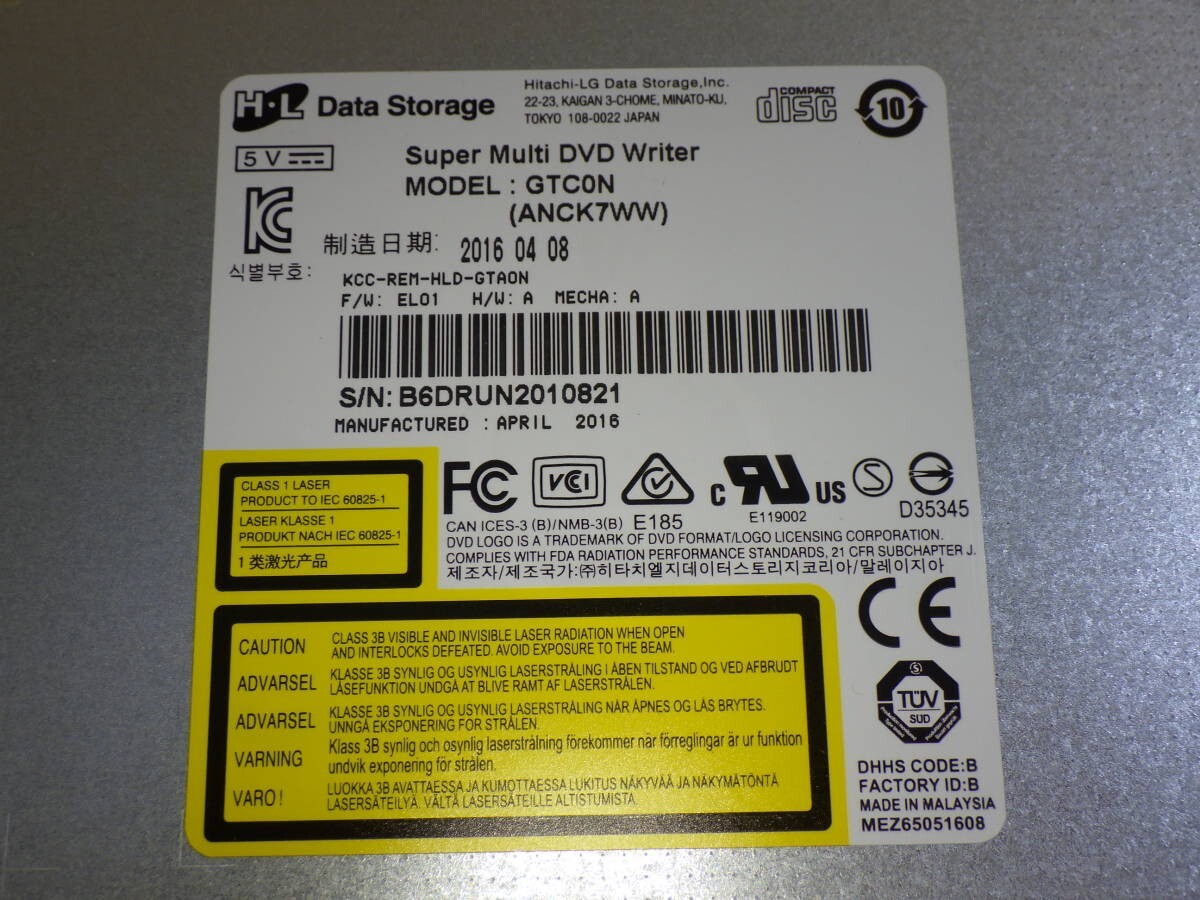 H·L Data Storage
Hitachi-LG Data Storage,Inc.
22-23, KAIGAN 3-CHOME, MINATO-KU,
TOKYO 108-0022 JAPAN
COMPACT
disc
10
5 V
Super Multi DVD Writer
MODEL : GTC0N
(ANCK7WW)
制造日期: 2016 04 08
식별부호:
KCC-REM-HLD-GTA0N
F/W: EL01 H/W: A MECHA: A
S/N: B6DRUN2010821
MANUFACTURED : APRIL 2016
CLASS 1 LASER
PRODUCT TO IEC 60825-1
LASER KLASSE 1
PRODUKT NACH IEC 60825-1
1 类激光产品
FC
VCI
c RU US
E119002
S
D35345
CAN ICES-3 (B)/NMB-3(B) E185
DVD LOGO IS A TRADEMARK OF DVD FORMAT/LOGO LICENSING CORPORATION.
COMPLIES WITH FDA RADIATION PERFORMANCE STANDARDS, 21 CFR SUBCHAPTER J.
제조자/제조국가:㈜히타치엘지데이터스토리지코리아/말레이지아
CE
CAUTION CLASS 3B VISIBLE AND INVISIBLE LASER RADIATION WHEN OPEN
AND INTERLOCKS DEFEATED. AVOID EXPOSURE TO THE BEAM.
ADVARSEL KLASSE 3B SYNLIG OG USYNLIG LASERSTRÅLING I ÅBEN TILSTAND OG VED AFBRUDT
LÅSEFUNKTION UNDGÅ AT BLIVE RAMT AF LASERSTRÅLEN.
ADVARSEL KLASSE 3B SYNLIG OG USYNLIG LASERSTRÅLING NÅR ÅPNES OG LÅS BRYTES.
UNNGÅ EKSPONERING FOR STRÅLEN.
VARNING Klass 3B synlig och osynlig laserstrålning förekommer när förreglingar är ur funktion
undvik exponering för strålen.
VARO! LUOKKA 3B AVATTAESSA JA KUMOTTAESSA LUKITUS NÄKYVÄÄ JA NÄKYMÄTÖNTÄ
LASERSÄTEILYÄ. VÄLTÄ LASERSÄTEILLE ALTISTUMISTA.
TÜV
SUD
DHHS CODE:B
FACTORY ID:B
MADE IN MALAYSIA
MEZ65051608